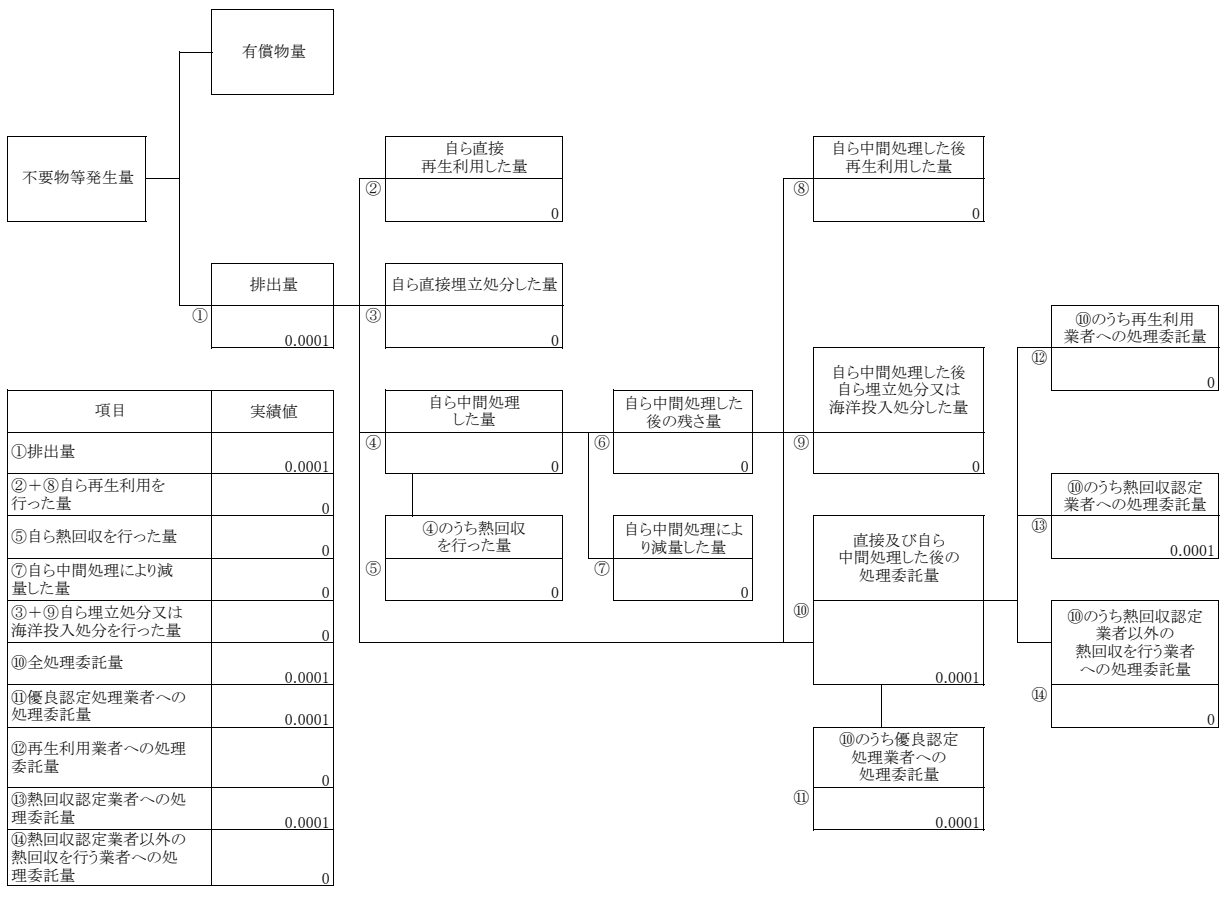 有償物量
不要物等発生量
自ら直接
再生利用した量
②
0
自ら中間処理した後
再生利用した量
⑧
0
排出量
①
0.0001
自ら直接埋立処分した量
③
0
⑩のうち再生利用
業者への処理委託量
⑫
0
自ら中間処理
した量
④
0
自ら中間処理した
後の残さ量
⑥
0
自ら中間処理した後
自ら埋立処分又は
海洋投入処分した量
⑨
0
⑩のうち熱回収認定
業者への処理委託量
⑬
0.0001
④のうち熱回収
を行った量
⑤
0
自ら中間処理によ
り減量した量
⑦
0
直接及び自ら
中間処理した後の
処理委託量
⑩
0.0001
⑩のうち熱回収認定
業者以外の
熱回収を行う業者
への処理委託量
⑭
0
⑩のうち優良認定
処理業者への
処理委託量
⑪
0.0001
項目 実績値
①排出量
0.0001
②＋⑧自ら再生利用を
行った量
0
⑤自ら熱回収を行った量
0
⑦自ら中間処理により減
量した量
0
③＋⑨自ら埋立処分又は
海洋投入処分を行った量
0
⑩全処理委託量
0.0001
⑪優良認定処理業者への
処理委託量
0.0001
⑫再生利用業者への処理
委託量
0
⑬熱回収認定業者への処
理委託量
0.0001
⑭熱回収認定業者以外の
熱回収を行う業者への処
理委託量
0